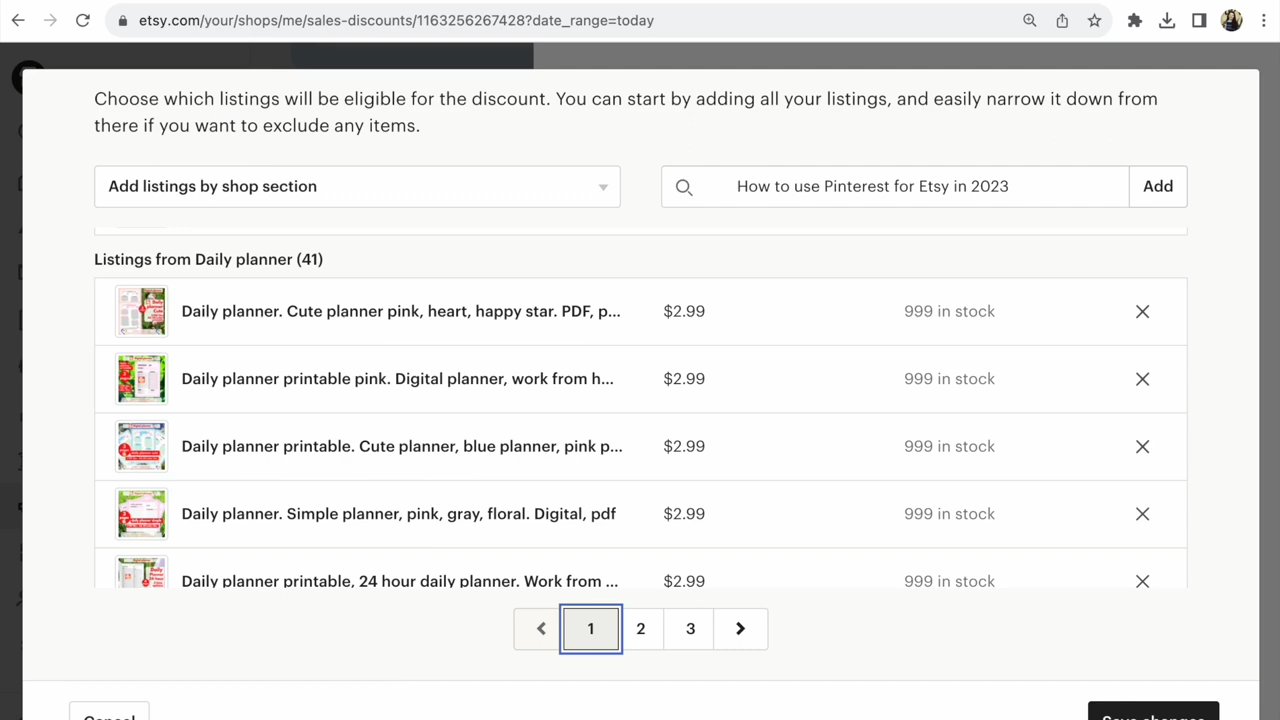 etsy.com/your/shops/me/sales-discounts/1163256267428?date_range=today
Choose which listings will be eligible for the discount. You can start by adding all your listings, and easily narrow it down from
there if you want to exclude any items.
Add listings by shop section
How to use Pinterest for Etsy in 2023
Add
Listings from Daily planner (41)
Daily planner. Cute planner pink, heart, happy star. PDF, p... $2.99 999 in stock
Daily planner printable pink. Digital planner, work from h... $2.99 999 in stock
Daily planner printable. Cute planner, blue planner, pink p... $2.99 999 in stock
Daily planner. Simple planner, pink, gray, floral. Digital, pdf $2.99 999 in stock
Daily planner printable, 24 hour daily planner. Work from ... $2.99 999 in stock
1 2 3
Cancel
Save changes